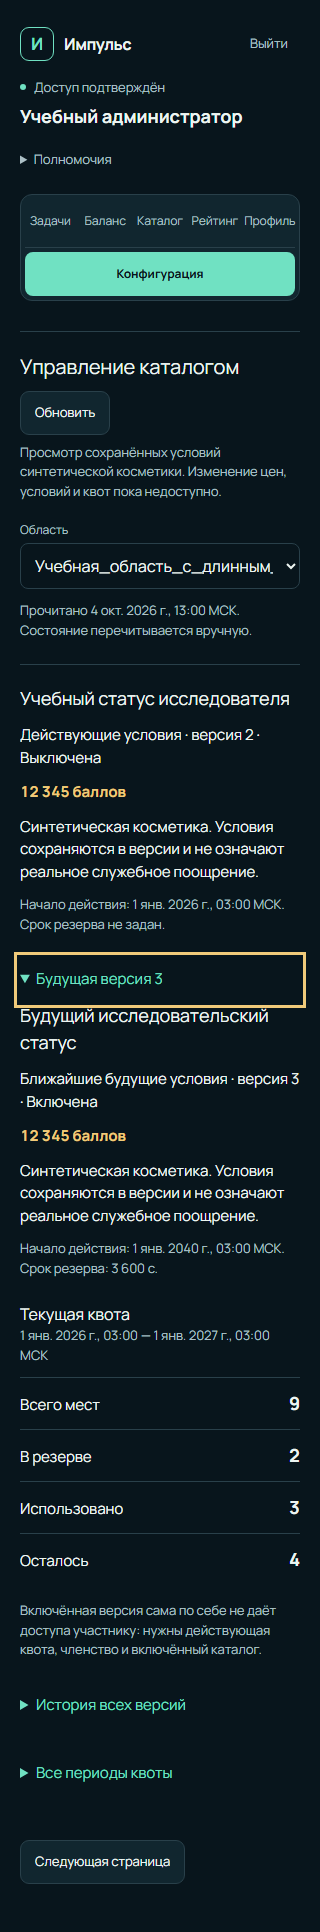 И Импульс Выйти
Доступ подтверждён
Учебный администратор
Полномочия
Задачи Баланс Каталог Рейтинг Профиль
Конфигурация
Управление каталогом
Обновить
Просмотр сохранённых условий
синтетической косметики. Изменение цен,
условий и квот пока недоступно.
Область
Учебная_область_с_длинным_
Прочитано 4 окт. 2026 г., 13:00 МСК.
Состояние перечитывается вручную.
Учебный статус исследователя
Действующие условия · версия 2 ·
Выключена
12 345 баллов
Синтетическая косметика. Условия
сохраняются в версии и не означают
реальное служебное поощрение.
Начало действия: 1 янв. 2026 г., 03:00 МСК.
Срок резерва не задан.
Будущая версия 3
Будущий исследовательский
статус
Ближайшие будущие условия · версия 3
· Включена
12 345 баллов
Синтетическая косметика. Условия
сохраняются в версии и не означают
реальное служебное поощрение.
Начало действия: 1 янв. 2040 г., 03:00 МСК.
Срок резерва: 3 600 с.
Текущая квота
1 янв. 2026 г., 03:00 — 1 янв. 2027 г., 03:00
МСК
Всего мест 9
В резерве 2
Использовано 3
Осталось 4
Включённая версия сама по себе не даёт
доступа участнику: нужны действующая
квота, членство и включённый каталог.
История всех версий
Все периоды квоты
Следующая страница